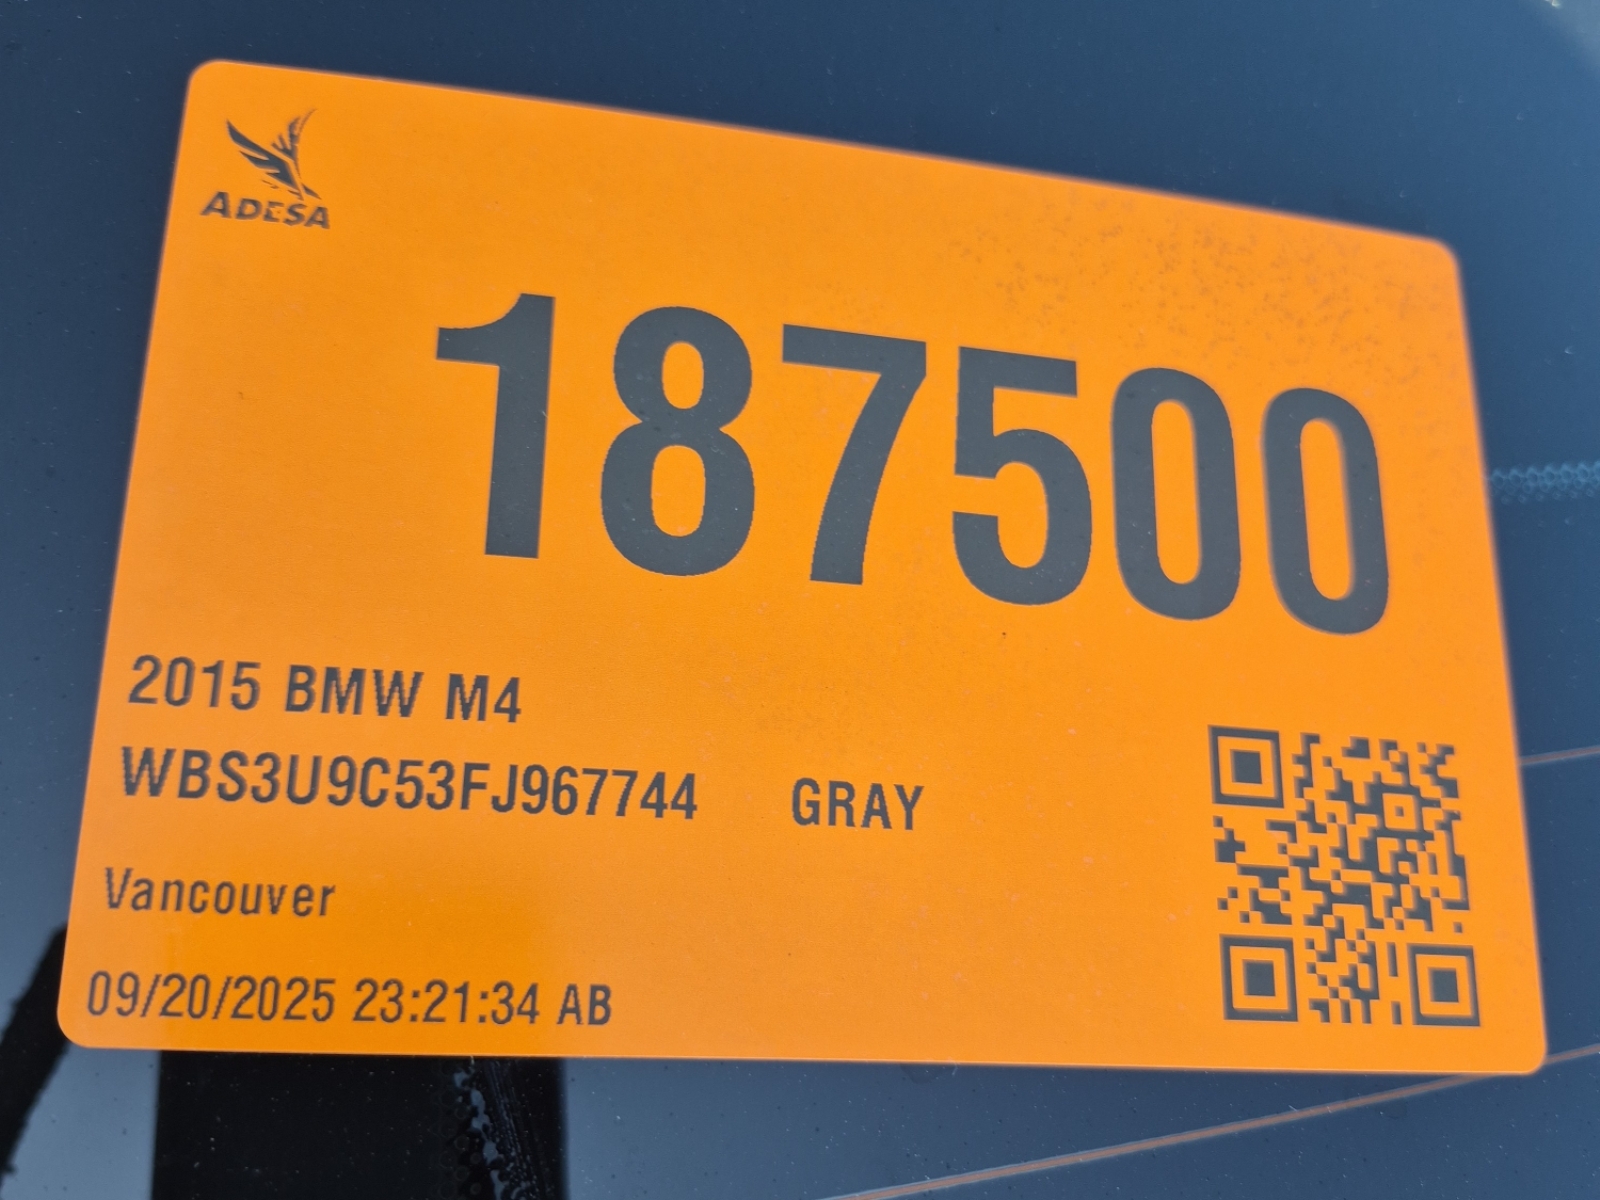 ADESA
187500
2015 BMW M4
WBS3U9C53FJ967744 GRAY
Vancouver
09/20/2025 23:21:34 AB